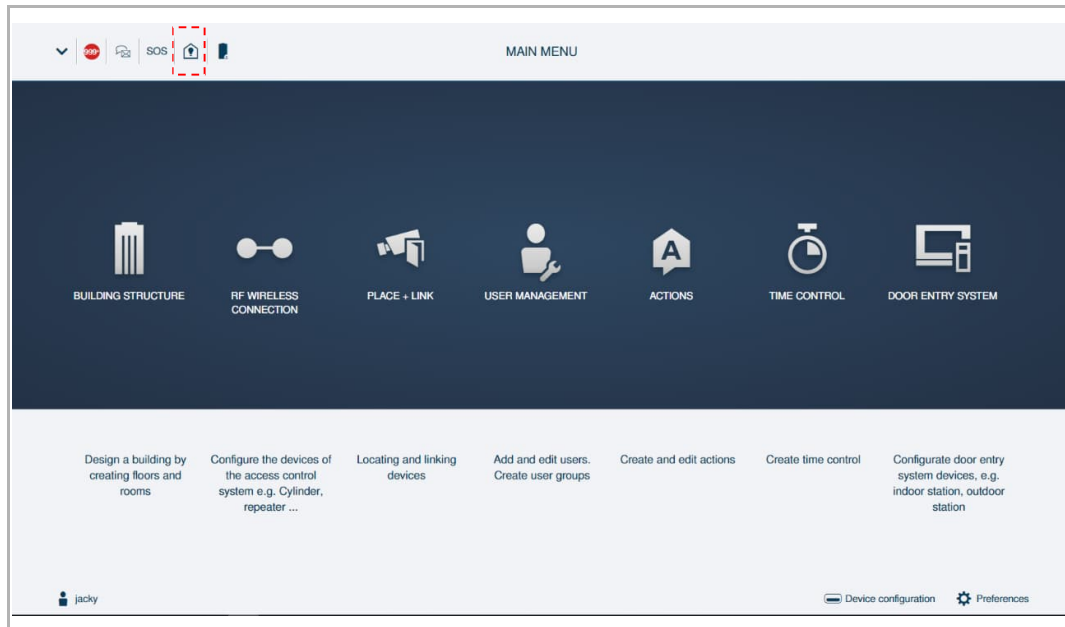 999+
SOS
MAIN MENU
BUILDING STRUCTURE
RF WIRELESS
CONNECTION
PLACE + LINK
USER MANAGEMENT
A
ACTIONS
TIME CONTROL
DOOR ENTRY SYSTEM
Design a building by
creating floors and
rooms
Configure the devices of
the access control
system e.g. Cylinder,
repeater ...
Locating and linking
devices
Add and edit users.
Create user groups
Create and edit actions
Create time control
Configurate door entry
system devices, e.g.
indoor station, outdoor
station
jacky
Device configuration
Preferences